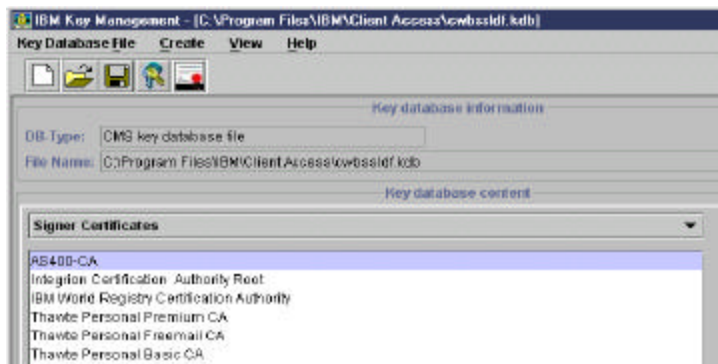 IBM Key Management - [C:\Program Files\IBM\Client Access\cwbssldf.kdb]
Key Database File Create View Help
Key database information
DB-Type: CMS key database file
File Name: C:\Program Files\IBM\Client Access\cwbssldf.kdb
Key database content
Signer Certificates
AS400-CA
Integrion Certification Authority Root
IBM World Registry Certification Authority
Thawte Personal Premium CA
Thawte Personal Freemail CA
Thawte Personal Basic CA